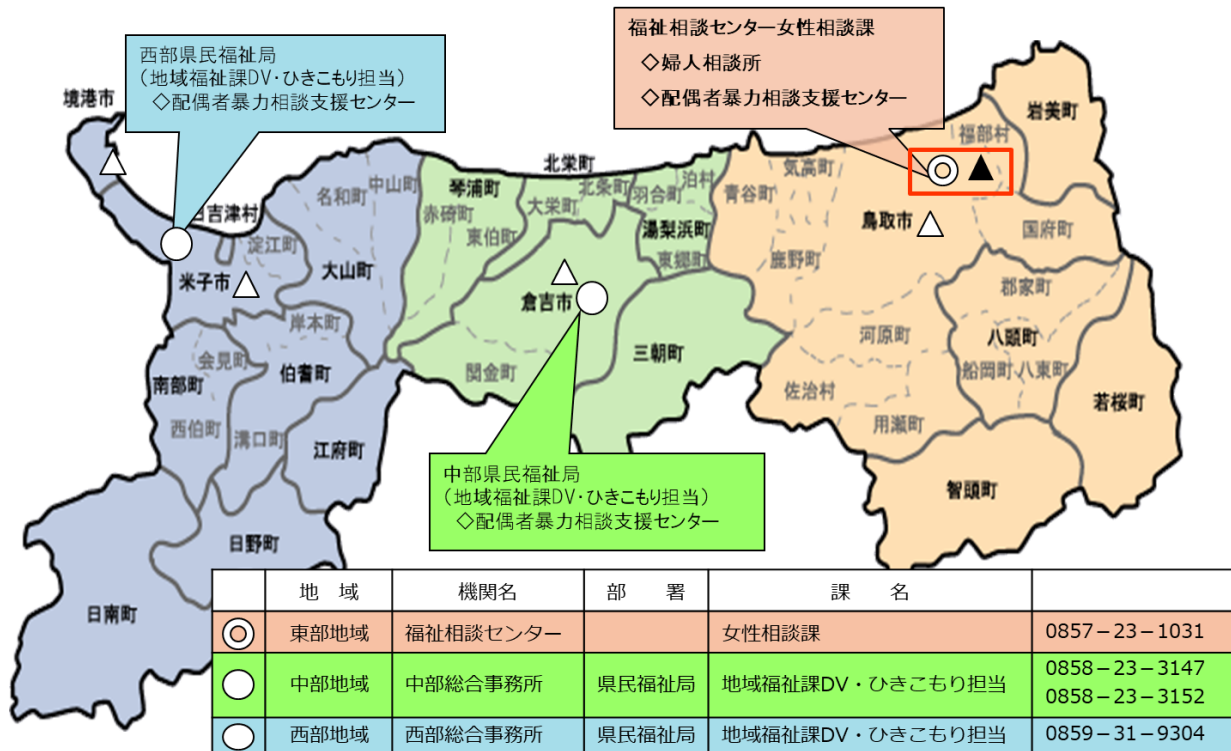 西部県民福祉局
（地域福祉課DV・ひきこもり担当）
◇配偶者暴力相談支援センター
福祉相談センター女性相談課
◇婦人相談所
◇配偶者暴力相談支援センター
境港市
岩美町
福部村
北栄町
気高町
泊村
名和町
中山町
琴浦町
北条町
羽合町
青谷町
赤碕町
大栄町
日吉津村
淀江町
東伯町
湯梨浜町
鳥取市
国府町
大山町
東郷町
鹿野町
米子市
倉吉市
郡家町
岸本町
河原町
八頭町
会見町
三朝町
関金町
船岡町
八東町
南部町
伯耆町
佐治村
若桜町
西伯町
溝口町
江府町
用瀬町
智頭町
中部県民福祉局
（地域福祉課DV・ひきこもり担当）
◇配偶者暴力相談支援センター
日野町
日南町
地　域 機関名 部　署 課　名
東部地域 福祉相談センター 女性相談課 0857－23－1031
中部地域 中部総合事務所 県民福祉局 地域福祉課DV・ひきこもり担当 0858－23－3147
0858－23－3152
西部地域 西部総合事務所 県民福祉局 地域福祉課DV・ひきこもり担当 0859－31－9304